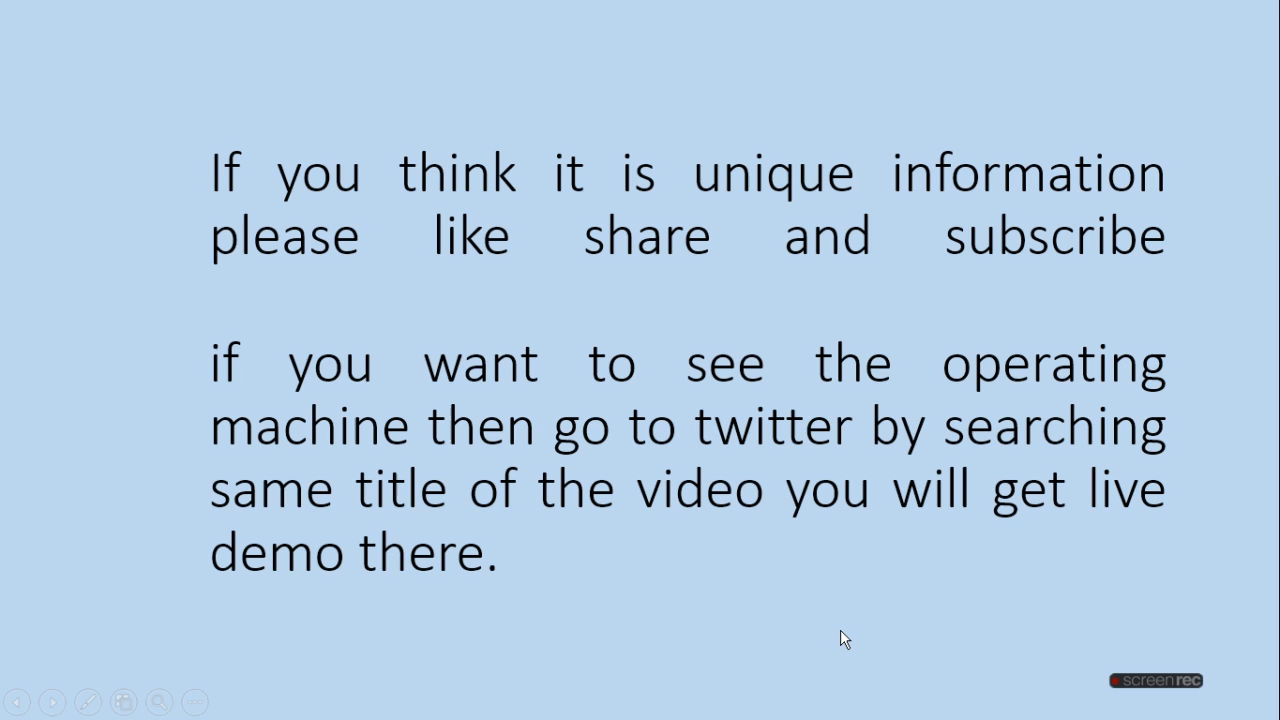 If you think it is unique information
please like share and subscribe
if you want to see the operating
machine then go to twitter by searching
same title of the video you will get live
demo there.
screenrec